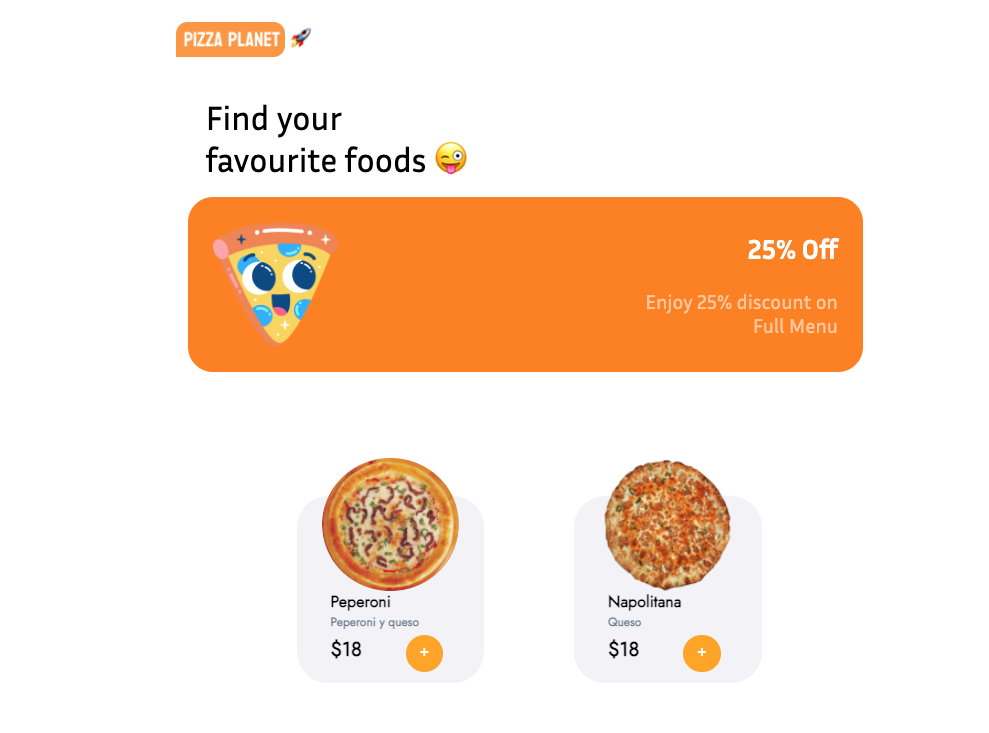 PIZZA PLANET 🚀
Find your
favourite foods 😜
25% Off
Enjoy 25% discount on
Full Menu
Peperoni
Peperoni y queso
$18
+
Napolitana
Queso
$18
+